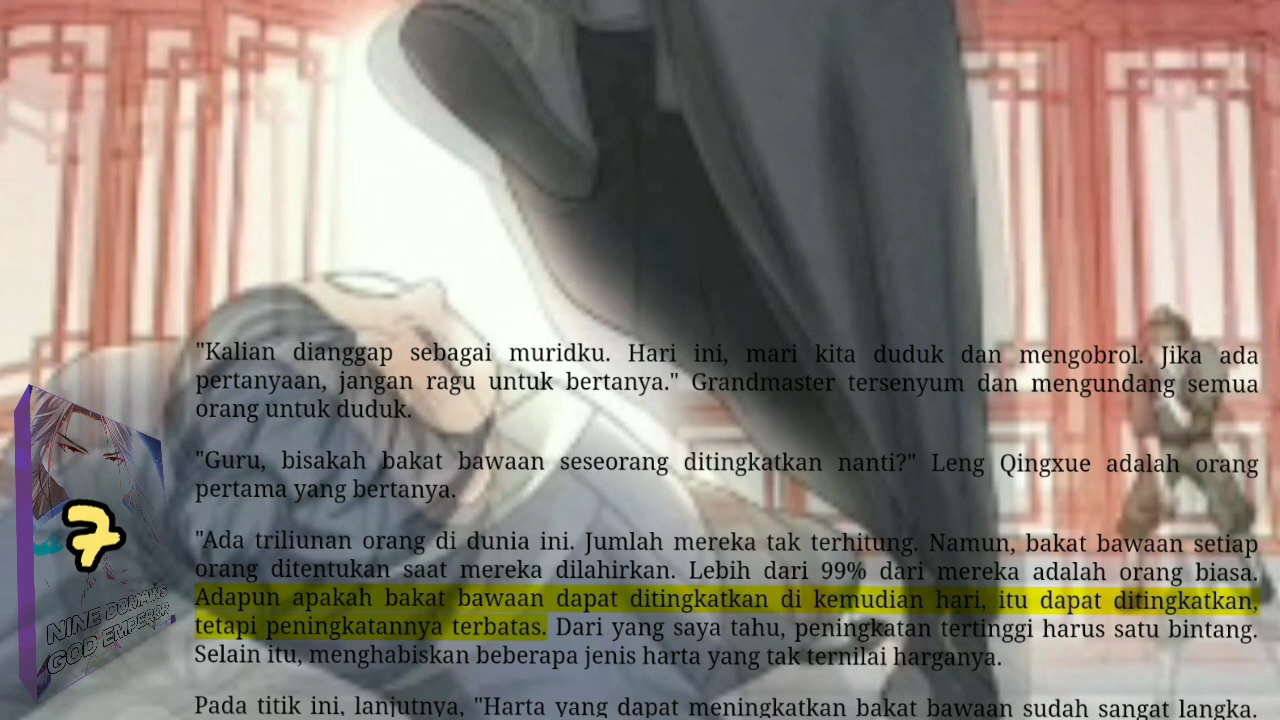 "Kalian dianggap sebagai muridku. Hari ini, mari kita duduk dan mengobrol. Jika ada
pertanyaan, jangan ragu untuk bertanya." Grandmaster tersenyum dan mengundang semua
orang untuk duduk.
"Guru, bisakah bakat bawaan seseorang ditingkatkan nanti?" Leng Qingxue adalah orang
pertama yang bertanya.
"Ada triliunan orang di dunia ini. Jumlah mereka tak terhitung. Namun, bakat bawaan setiap
orang ditentukan saat mereka dilahirkan. Lebih dari 99% dari mereka adalah orang biasa.
Adapun apakah bakat bawaan dapat ditingkatkan di kemudian hari, itu dapat ditingkatkan,
tetapi peningkatannya terbatas. Dari yang saya tahu, peningkatan tertinggi harus satu bintang.
Selain itu, menghabiskan beberapa jenis harta yang tak ternilai harganya.
Pada titik ini, lanjutnya, "Harta yang dapat meningkatkan bakat bawaan sudah sangat langka.
7
NINE DOMAINS
GOD EMPEROR